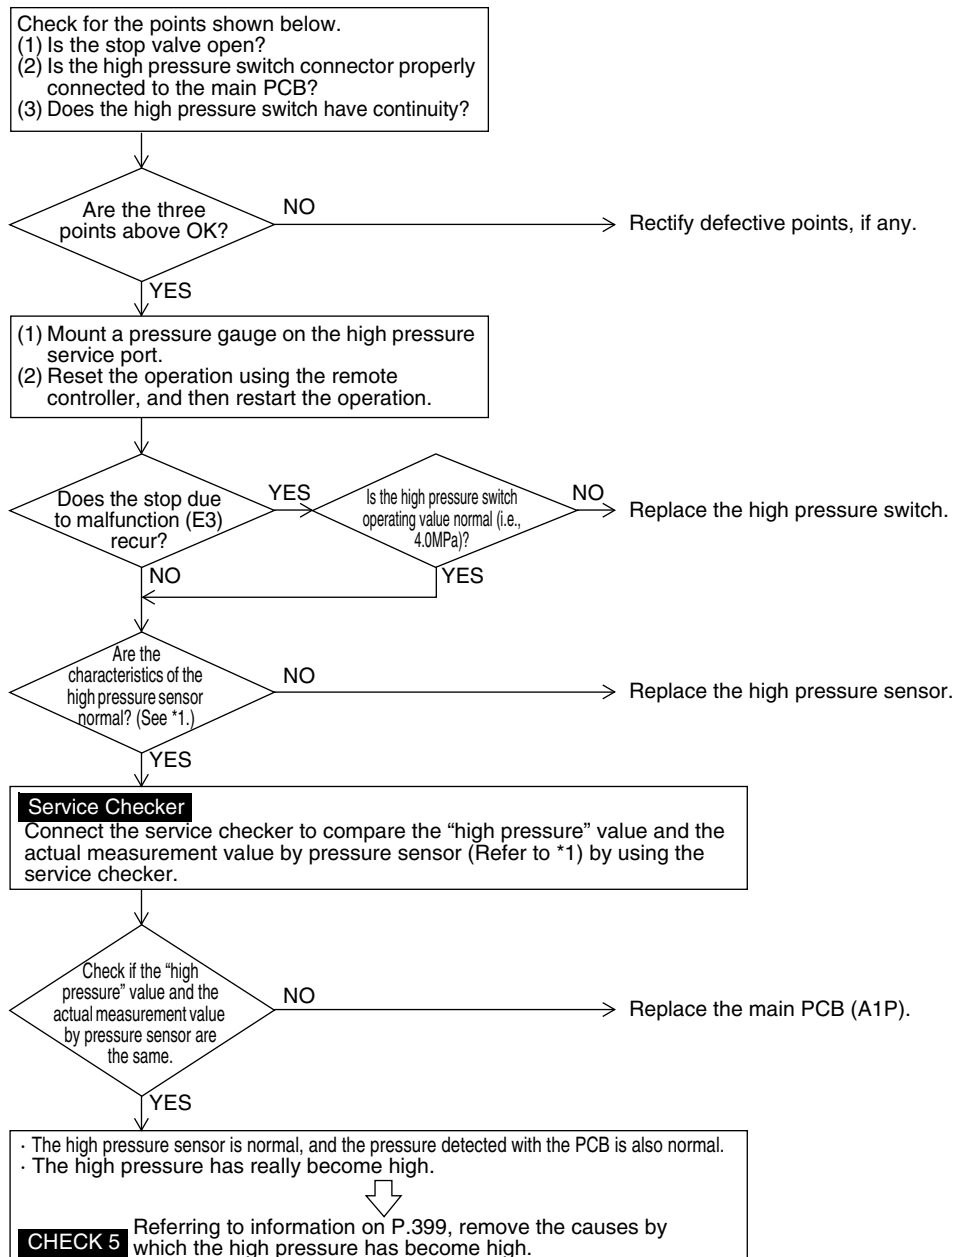 Check for the points shown below.
(1) Is the stop valve open?
(2) Is the high pressure switch connector properly
connected to the main PCB?
(3) Does the high pressure switch have continuity?
Are the three
points above OK?
NO
Rectify defective points, if any.
YES
(1) Mount a pressure gauge on the high pressure
service port.
(2) Reset the operation using the remote
controller, and then restart the operation.
Does the stop due
to malfunction (E3)
recur?
YES
Is the high pressure switch
operating value normal (i.e.,
4.0MPa)?
NO
Replace the high pressure switch.
NO
YES
Are the
characteristics of the
high pressure sensor
normal? (See *1.)
NO
Replace the high pressure sensor.
YES
Service Checker
Connect the service checker to compare the “high pressure” value and the
actual measurement value by pressure sensor (Refer to *1) by using the
service checker.
Check if the “high
pressure” value and the
actual measurement value
by pressure sensor are
the same.
NO
Replace the main PCB (A1P).
YES
· The high pressure sensor is normal, and the pressure detected with the PCB is also normal.
· The high pressure has really become high.
CHECK 5
Referring to information on P.399, remove the causes by
which the high pressure has become high.